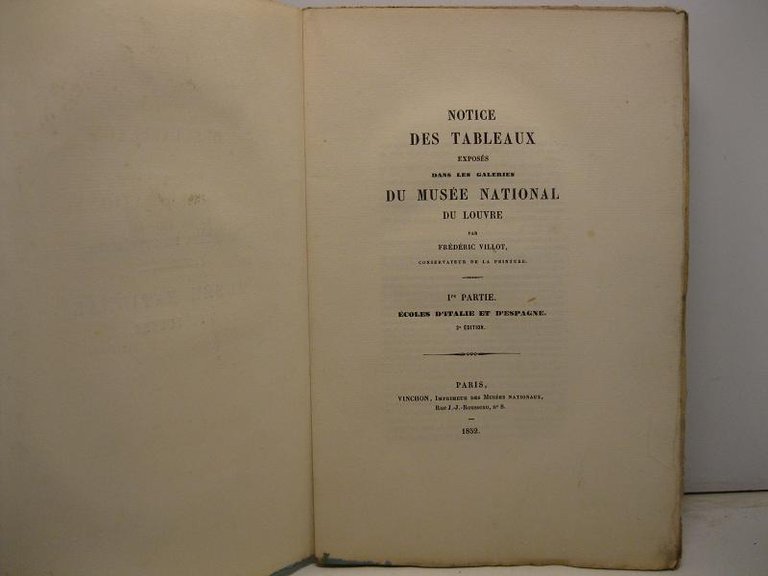 NOTICE
DES TABLEAUX
EXPOSÉS
DANS LES GALERIES
DU MUSÉE NATIONAL
DU LOUVRE
PAR
FRÉDÉRIC VILLOT,
CONSERVATEUR DE LA PEINTURE.
Ire PARTIE.
ÉCOLES D'ITALIE ET D'ESPAGNE.
3e ÉDITION.
PARIS,
VINCHON, IMPRIMEUR DES MUSÉES NATIONAUX,
RUE J.-J.-ROUSSEAU, n° 8.
1852.